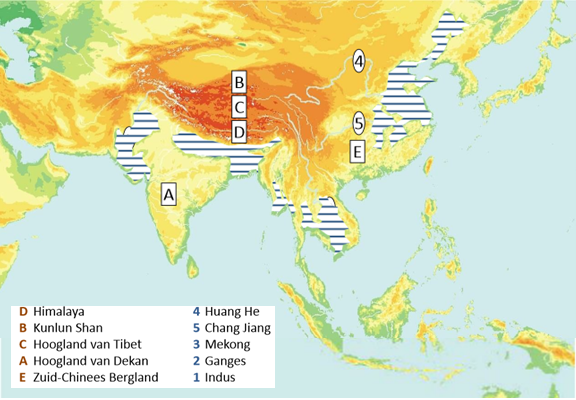 4
B
C
5
D
E
A
D Himalaya
B Kunlun Shan
C Hoogland van Tibet
A Hoogland van Dekan
E Zuid-Chinees Bergland
4 Huang He
5 Chang Jiang
3 Mekong
2 Ganges
1 Indus